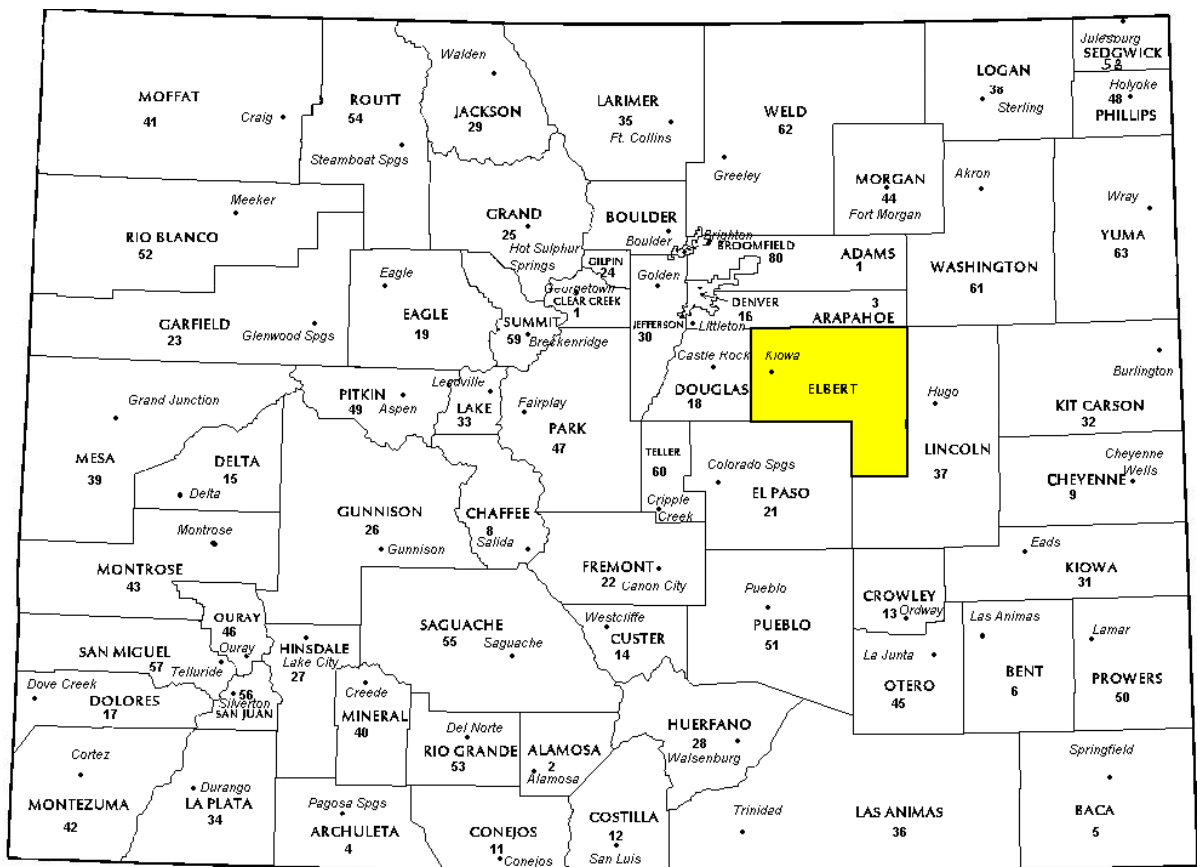 Julesburg
SEDGWICK
58
LOGAN
38
Sterling
Holyoke
48
PHILLIPS
MOFFAT
41
Craig
ROUTT
54
Steamboat Spgs
Walden
JACKSON
29
LARIMER
35
Ft. Collins
WELD
62
Greeley
MORGAN
44
Fort Morgan
Akron
WASHINGTON
61
Wray
YUMA
63
Meeker
RIO BLANCO
52
GRAND
25
Hot Sulphur
Springs
BOULDER
Boulder
Brighton
BROOMFIELD
80
ADAMS
1
GILPIN
24
Georgetown
CLEAR CREEK
1
Golden
JEFFERSON
30
DENVER
16
Littleton
3
ARAPAHOE
GARFIELD
23
Glenwood Spgs
Eagle
EAGLE
19
SUMMIT
59
Breckenridge
Castle Rock
DOUGLAS
18
Kiowa
ELBERT
Hugo
LINCOLN
37
Burlington
KIT CARSON
32
Grand Junction
MESA
39
PITKIN
49
Aspen
Leadville
LAKE
33
Fairplay
PARK
47
TELLER
60
Cripple
Creek
Colorado Spgs
EL PASO
21
Cheyenne
Wells
CHEYENNE
9
DELTA
15
Delta
GUNNISON
26
Gunnison
CHAFFEE
8
Salida
FREMONT
22
Canon City
Montrose
MONTROSE
43
Eads
KIOWA
31
OURAY
46
Ouray
HINSDALE
Lake City
27
SAGUACHE
55
Saguache
Westcliffe
CUSTER
14
Pueblo
PUEBLO
51
CROWLEY
13
Ordway
Las Animas
BENT
6
Lamar
PROWERS
50
SAN MIGUEL
57
Telluride
La Junta
OTERO
45
Dove Creek
DOLORES
17
56
Silverton
SAN JUAN
Creede
MINERAL
40
Del Norte
RIO GRANDE
53
ALAMOSA
2
Alamosa
HUERFANO
28
Walsenburg
Cortez
MONTEZUMA
42
Durango
LA PLATA
34
Pagosa Spgs
ARCHULETA
4
CONEJOS
11
Conejos
COSTILLA
12
San Luis
Trinidad
LAS ANIMAS
36
Springfield
BACA
5